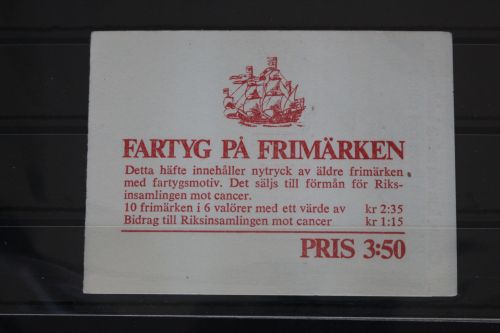 FARTYG PÅ FRIMÄRKEN
Detta häfte innehåller nytryck av äldre frimärken
med fartygsmotiv. Det säljs till förmån för Riks-
insamlingen mot cancer.
10 frimärken i 6 valörer med ett värde av kr 2:35
Bidrag till Riksinsamlingen mot cancer kr 1:15
PRIS 3:50